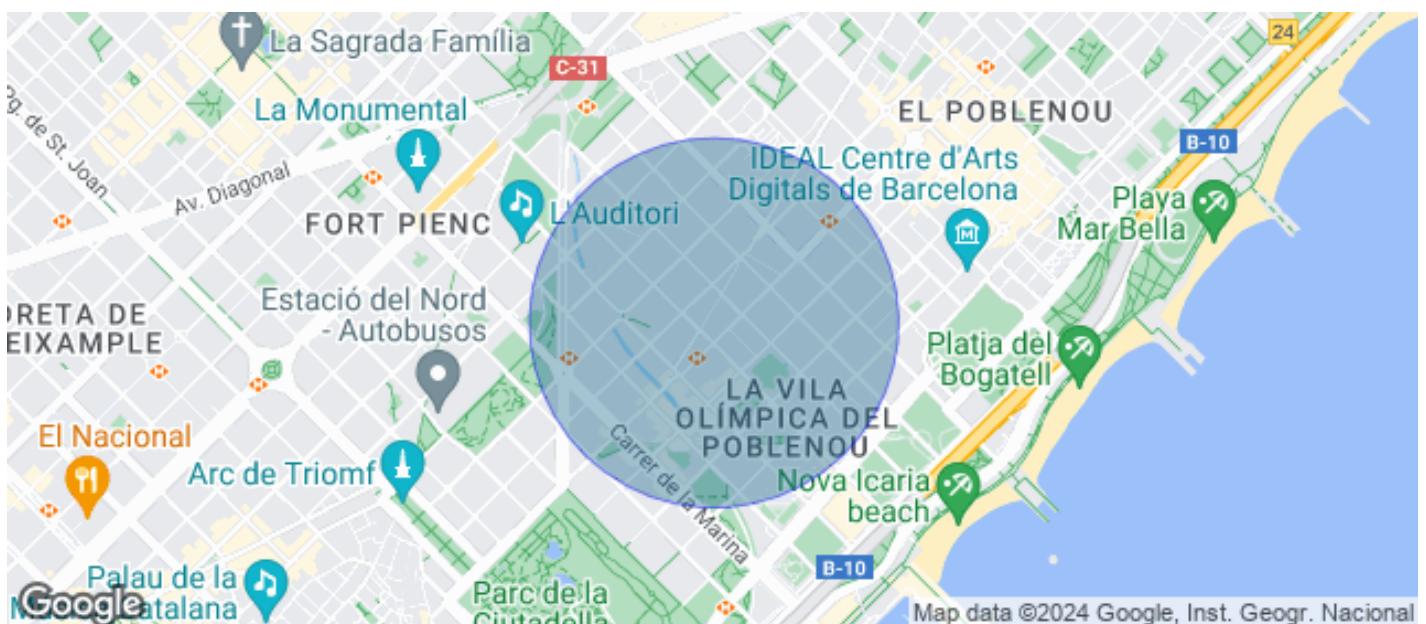 La Sagrada Família
C-31
24
La Monumental
EL POBLENOU
Pg. de St. Joan
B-10
IDEAL Centre d'Arts
Digitals de Barcelona
Av. Diagonal
Playa
Mar Bella
L'Auditori
FORT PIENC
Estació del Nord
- Autobusos
DRETA DE
EIXAMPLE
Platja del
Bogatell
LA VILA
OLÍMPICA DEL
POBLENOU
El Nacional
Carrer de la Marina
Arc de Triomf
Nova Icaria
beach
B-10
Palau de la
Catalana
Parc de la
Ciutadella
Google
Map data ©2024 Google, Inst. Geogr. Nacional